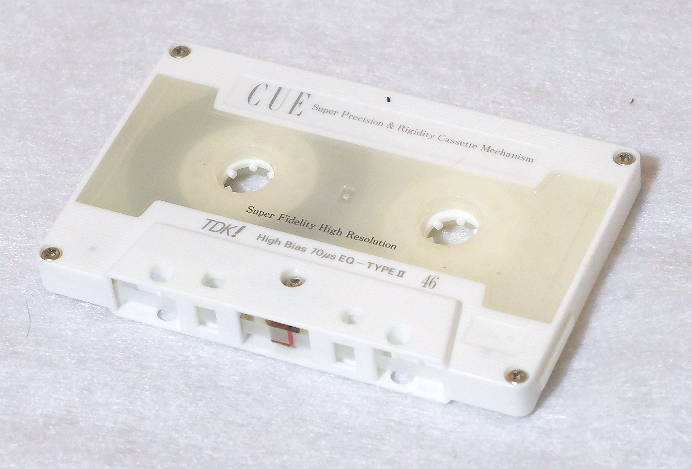 CUE Super Precision & Rigidity Cassette Mechanism
Super Fidelity High Resolution
TDK! High Bias 70µs EQ – TYPE II 46